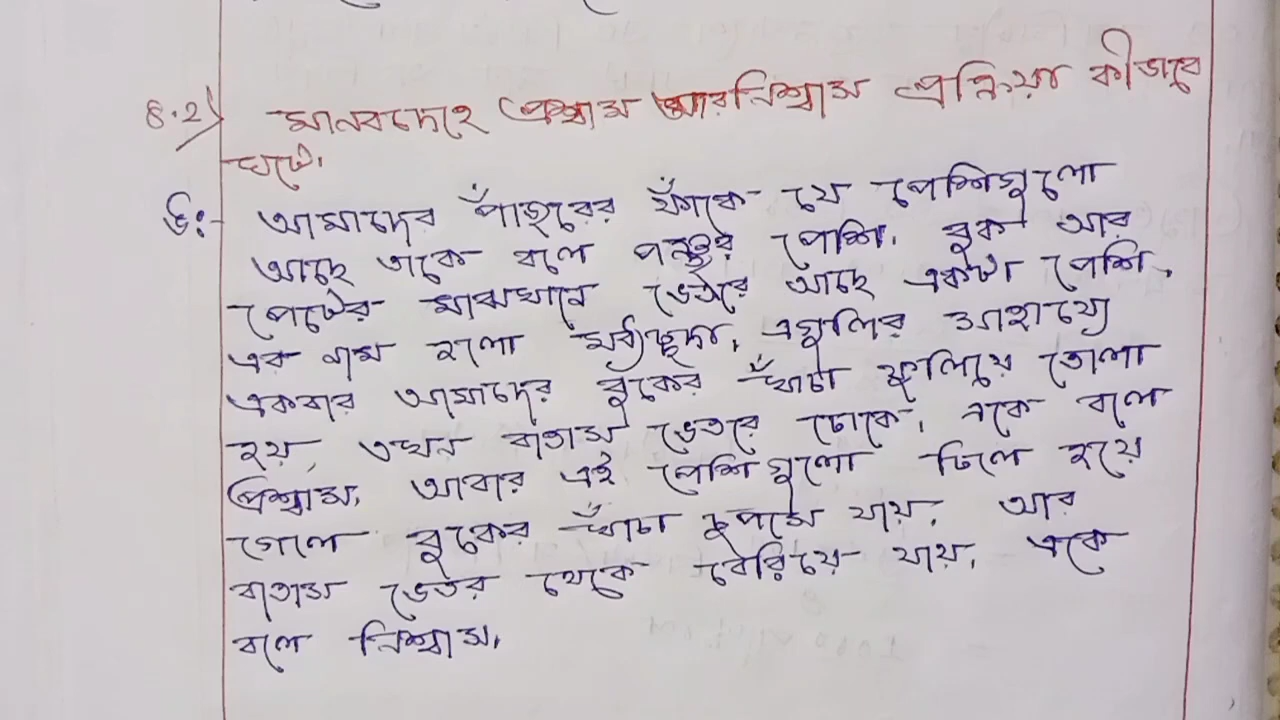 ৪.২) মানবদেহে প্রশ্বাস আর নিশ্বাস প্রক্রিয়া কীভাবে
ঘটে।
উঃ- আমাদের পাঁজরের ফাঁকে যে পেশিগুলো
আছে তাকে বলে পঞ্জর পেশি। বুক আর
পেটের মাঝখানে ভেতরে আছে একটা পেশি,
এর নাম হলো মধ্যচ্ছদা, এগুলির সাহায্যে
একবার আমাদের বুকের খাঁচা ফুলিয়ে তোলা
হয়, তখন বাতাস ভেতরে ঢোকে, একে বলে
প্রশ্বাস, আবার এই পেশিগুলো ঢিলে হয়ে
গেলে বুকের খাঁচা চুপসে যায়, আর
বাতাস ভেতর থেকে বেরিয়ে যায়, একে
বলে নিশ্বাস,